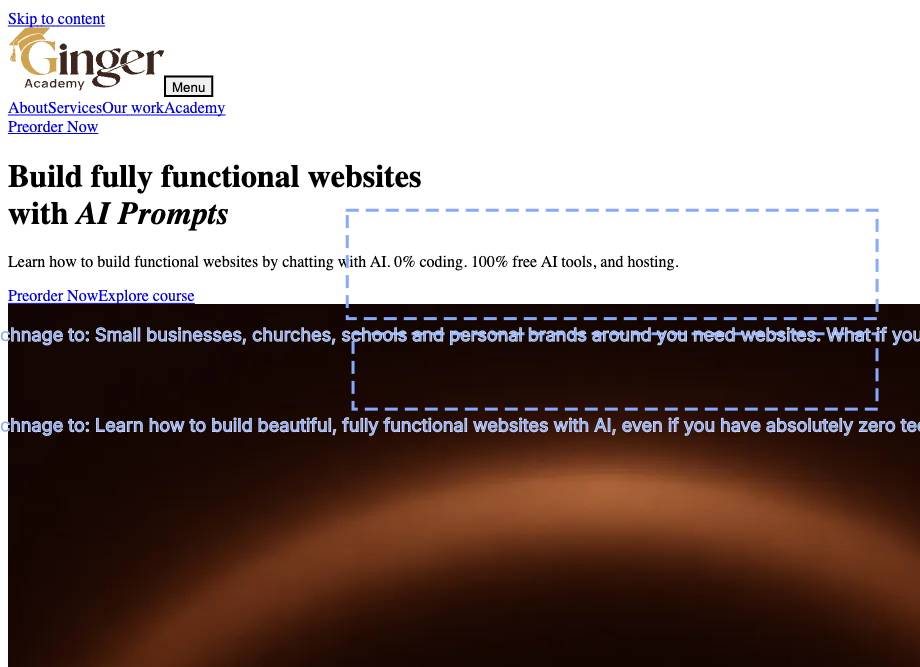 Skip to content
Ginger
Academy
Menu
AboutServicesOur workAcademy
Preorder Now
Build fully functional websites
with AI Prompts
Learn how to build functional websites by chatting with AI. 0% coding. 100% free AI tools, and hosting.
Preorder NowExplore course
chnage to: Small businesses, churches, schools and personal brands around you need websites. What if you
chnage to: Learn how to build beautiful, fully functional websites with AI, even if you have absolutely zero